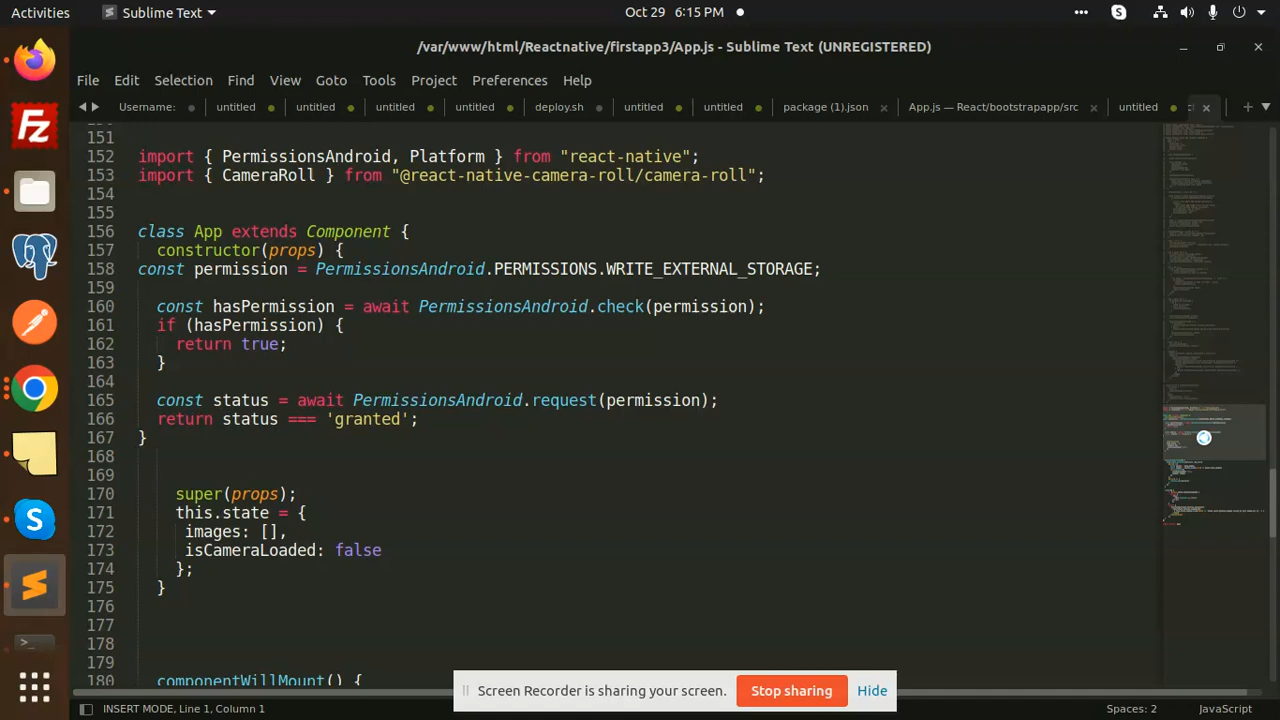 Activities
Sublime Text
Oct 29 6:15 PM
/var/www/html/Reactnative/firstapp3/App.js - Sublime Text (UNREGISTERED)
File Edit Selection Find View Goto Tools Project Preferences Help
Username: untitled untitled untitled untitled deploy.sh untitled untitled package (1).json App.js — React/bootstrapapp/src untitled
151
152 import { PermissionsAndroid, Platform } from "react-native";
153 import { CameraRoll } from "@react-native-camera-roll/camera-roll";
154
155
156 class App extends Component {
157 constructor(props) {
158 const permission = PermissionsAndroid.PERMISSIONS.WRITE_EXTERNAL_STORAGE;
159
160 const hasPermission = await PermissionsAndroid.check(permission);
161 if (hasPermission) {
162 return true;
163 }
164
165 const status = await PermissionsAndroid.request(permission);
166 return status === 'granted';
167 }
168
169
170 super(props);
171 this.state = {
172 images: [],
173 isCameraLoaded: false
174 };
175 }
176
177
178
179
180 componentWillMount() {
Screen Recorder is sharing your screen. Stop sharing Hide
INSERT MODE, Line 1, Column 1
Spaces: 2
JavaScript